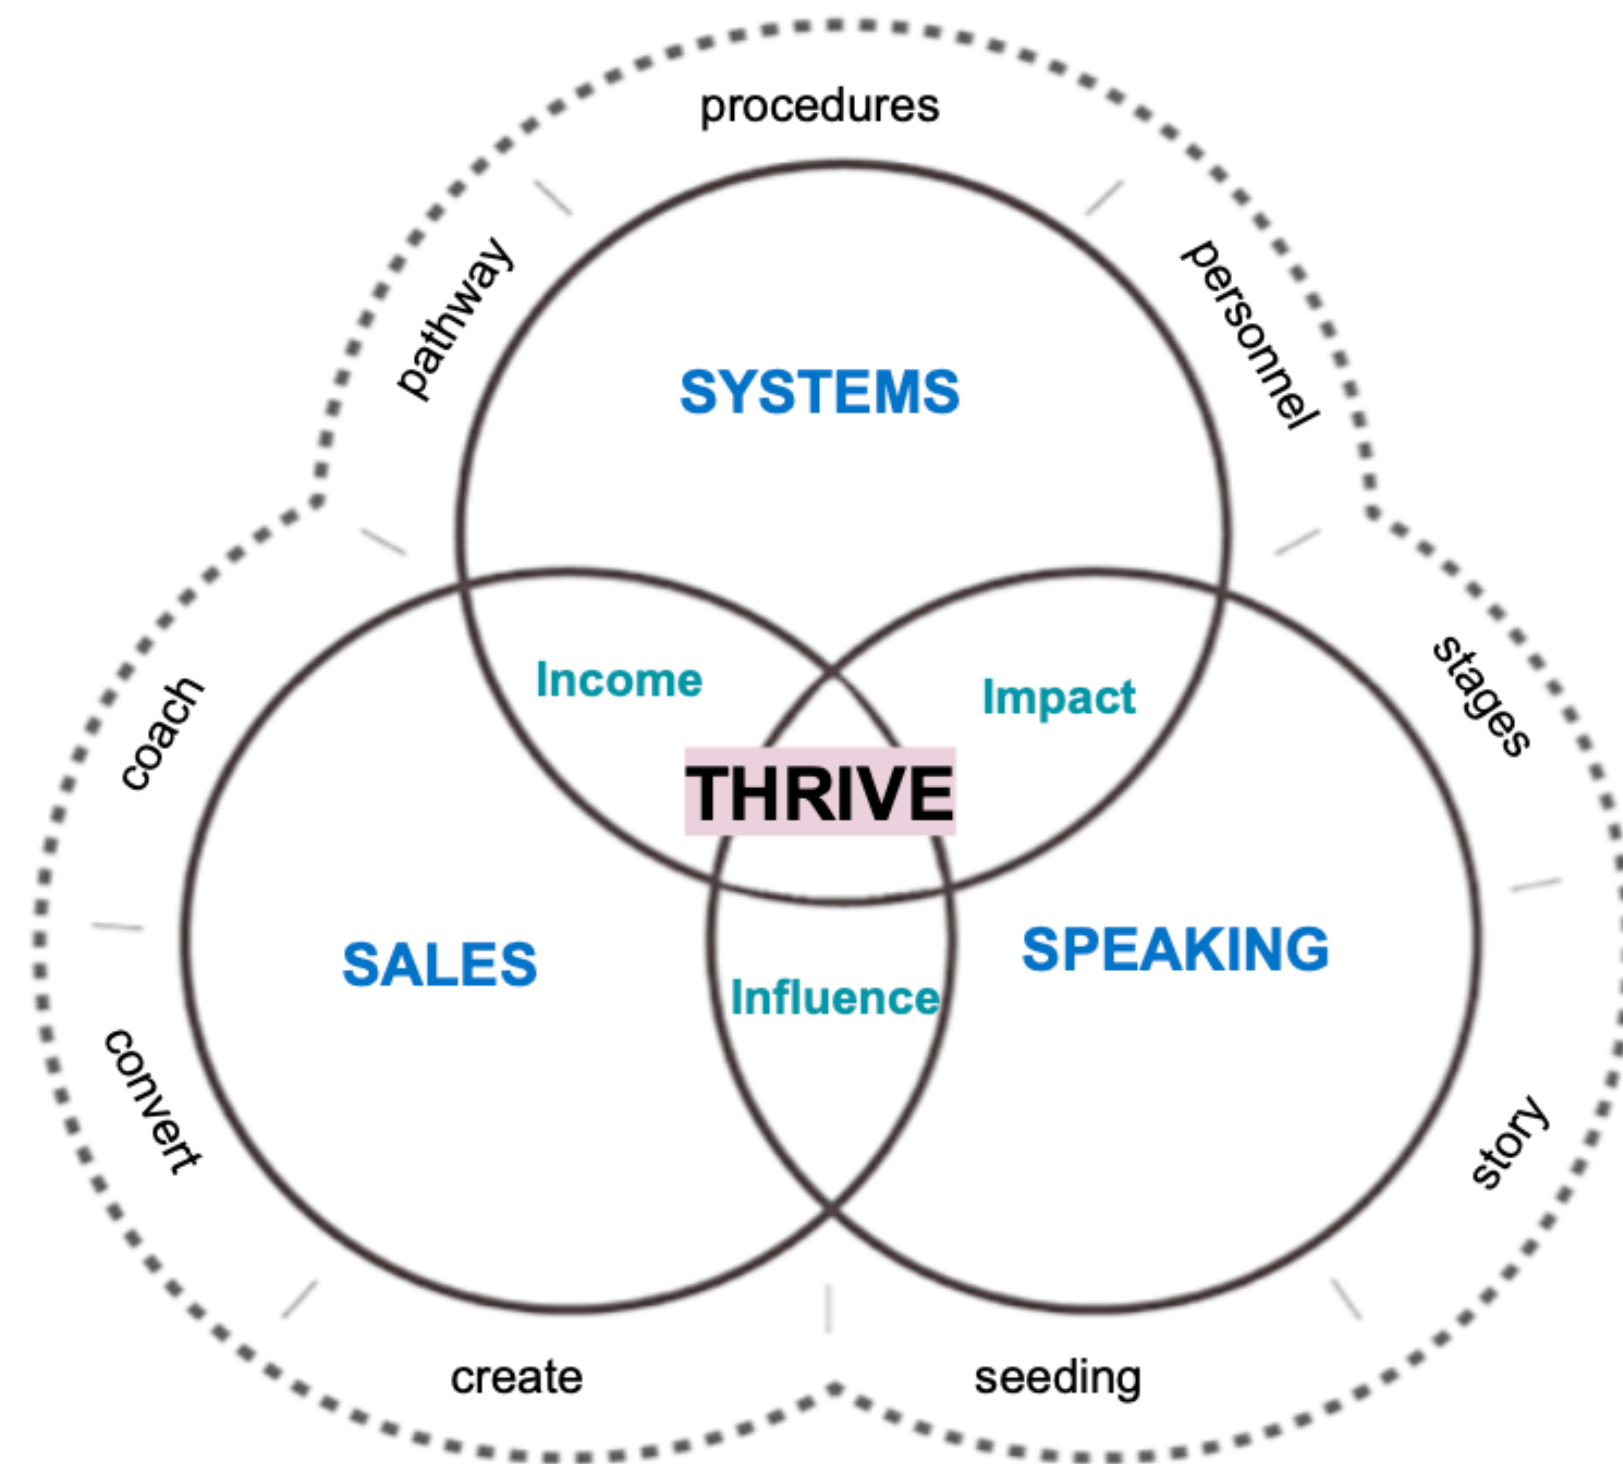 procedures
pathway
personnel
SYSTEMS
coach
Income
Impact
stages
THRIVE
SALES
SPEAKING
Influence
convert
story
create
seeding